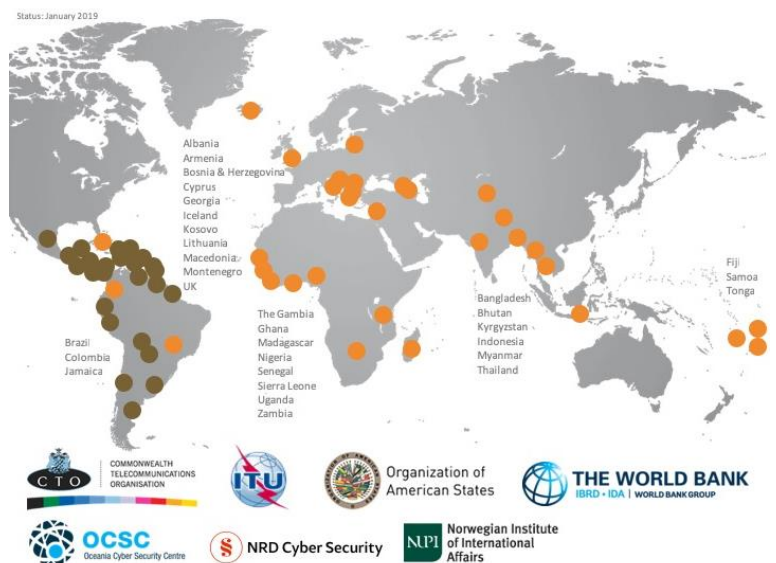 Status: January 2019
Albania
Armenia
Bosnia & Herzegovina
Cyprus
Georgia
Iceland
Kosovo
Lithuania
Macedonia
Montenegro
UK
Fiji
Samoa
Tonga
Brazil
Colombia
Jamaica
The Gambia
Ghana
Madagascar
Nigeria
Senegal
Sierra Leone
Uganda
Zambia
Bangladesh
Bhutan
Kyrgyzstan
Indonesia
Myanmar
Thailand
CTO
COMMONWEALTH
TELECOMMUNICATIONS
ORGANISATION
ITU
Organization of
American States
THE WORLD BANK
IBRD • IDA | WORLD BANK GROUP
OCSC
Oceania Cyber Security Centre
NRD Cyber Security
NUPI
Norwegian Institute
of International
Affairs